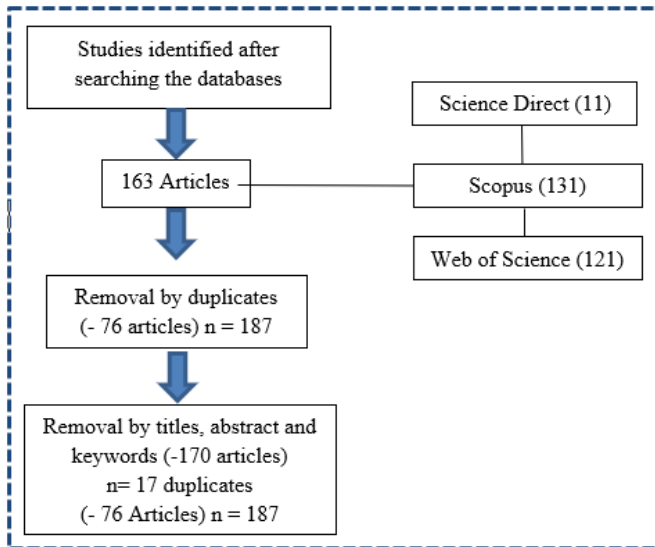 Studies identified after
searching the databases
Science Direct (11)
163 Articles
Scopus (131)
Web of Science (121)
Removal by duplicates
(- 76 articles) n = 187
Removal by titles, abstract and
keywords (-170 articles)
n= 17 duplicates
(- 76 Articles) n = 187